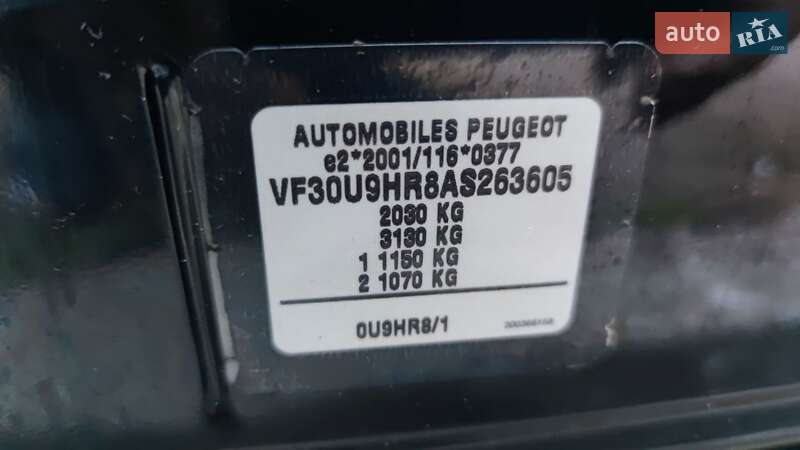 auto RIA .com
AUTOMOBILES PEUGEOT
e2*2001/116*0377
VF30U9HR8AS263605
2030 KG
3130 KG
1 1150 KG
2 1070 KG
0U9HR8/1